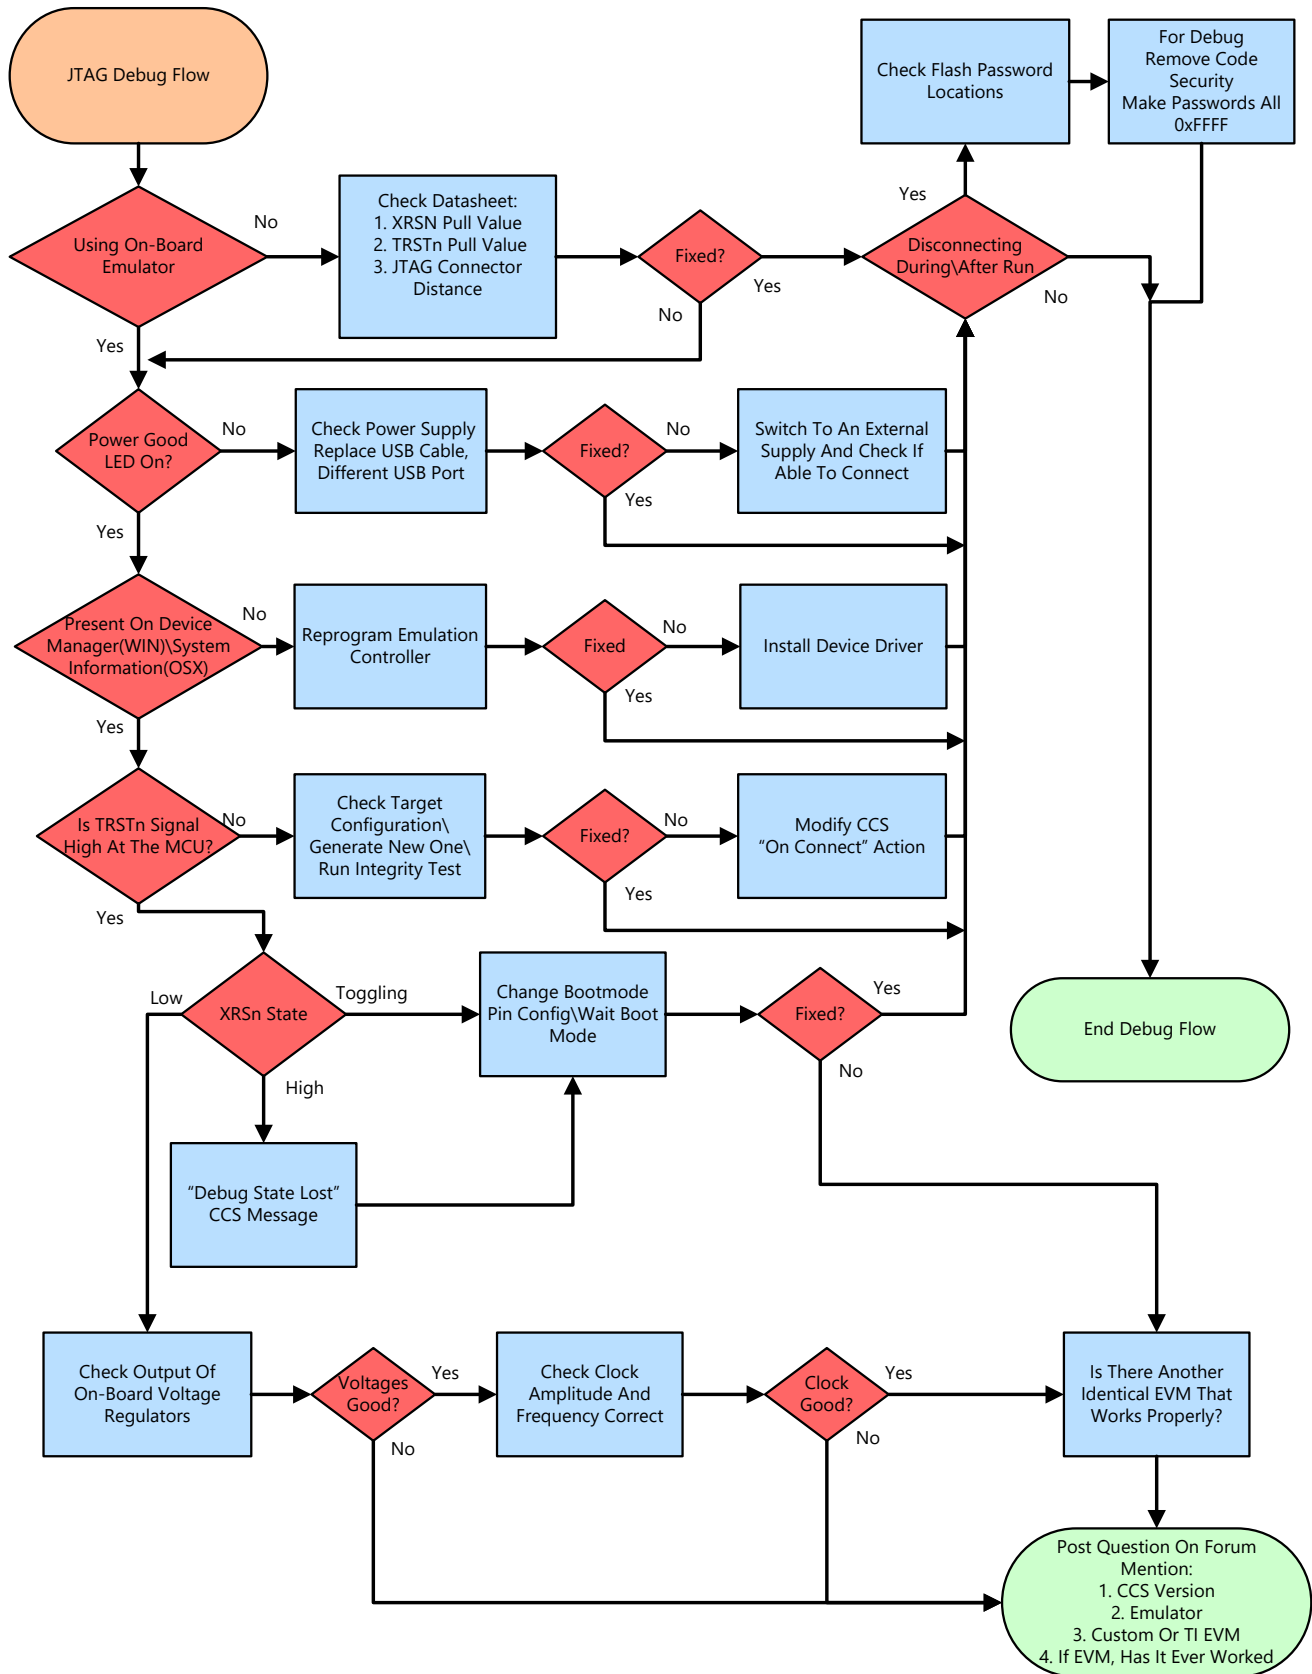 JTAG Debug Flow
Check Flash Password
Locations
For Debug
Remove Code
Security
Make Passwords All
0xFFFF
Using On-Board
Emulator
No
Yes
Check Datasheet:
1. XRSN Pull Value
2. TRSTn Pull Value
3. JTAG Connector
Distance
Fixed?
Yes
No
Disconnecting
During\After Run
Yes
No
Power Good
LED On?
No
Yes
Check Power Supply
Replace USB Cable,
Different USB Port
Fixed?
No
Yes
Switch To An External
Supply And Check If
Able To Connect
Present On Device
Manager(WIN)\System
Information(OSX)
No
Yes
Reprogram Emulation
Controller
Fixed
No
Yes
Install Device Driver
Is TRSTn Signal
High At The MCU?
No
Yes
Check Target
Configuration\
Generate New One\
Run Integrity Test
Fixed?
No
Yes
Modify CCS
“On Connect” Action
XRSn State
Low
Toggling
High
Change Bootmode
Pin Config\Wait Boot
Mode
Fixed?
Yes
No
End Debug Flow
“Debug State Lost”
CCS Message
Check Output Of
On-Board Voltage
Regulators
Voltages
Good?
Yes
No
Check Clock
Amplitude And
Frequency Correct
Clock
Good?
Yes
No
Is There Another
Identical EVM That
Works Properly?
Post Question On Forum
Mention:
1. CCS Version
2. Emulator
3. Custom Or TI EVM
4. If EVM, Has It Ever Worked